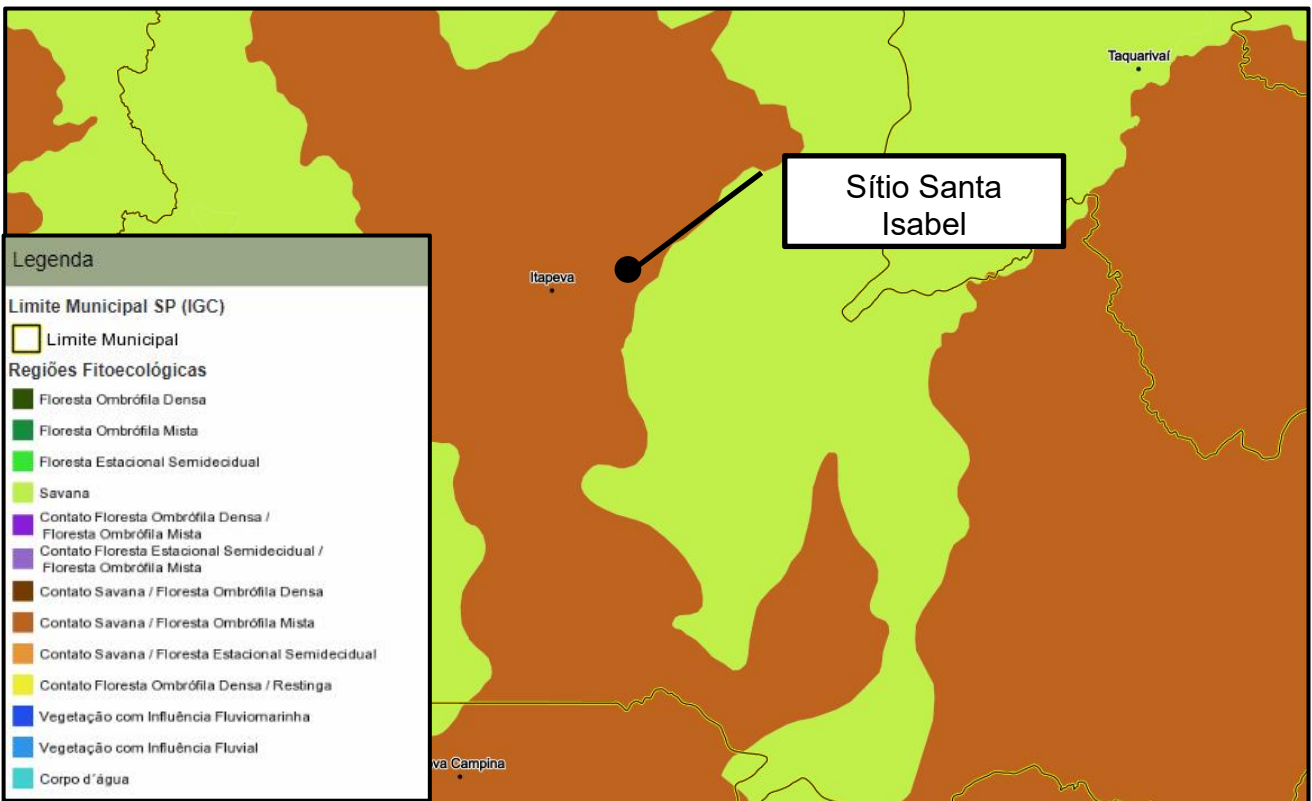 Taquarivaí
Sítio Santa
Isabel
Itapeva
Legenda
Limite Municipal SP (IGC)
Limite Municipal
Regiões Fitoecológicas
Floresta Ombrófila Densa
Floresta Ombrófila Mista
Floresta Estacional Semidecidual
Savana
Contato Floresta Ombrófila Densa /
Floresta Ombrófila Mista
Contato Floresta Estacional Semidecidual /
Floresta Ombrófila Mista
Contato Savana / Floresta Ombrófila Densa
Contato Savana / Floresta Ombrófila Mista
Contato Savana / Floresta Estacional Semidecidual
Contato Floresta Ombrófila Densa / Restinga
Vegetação com Influência Fluviomarinha
Vegetação com Influência Fluvial
Corpo d´água
va Campina